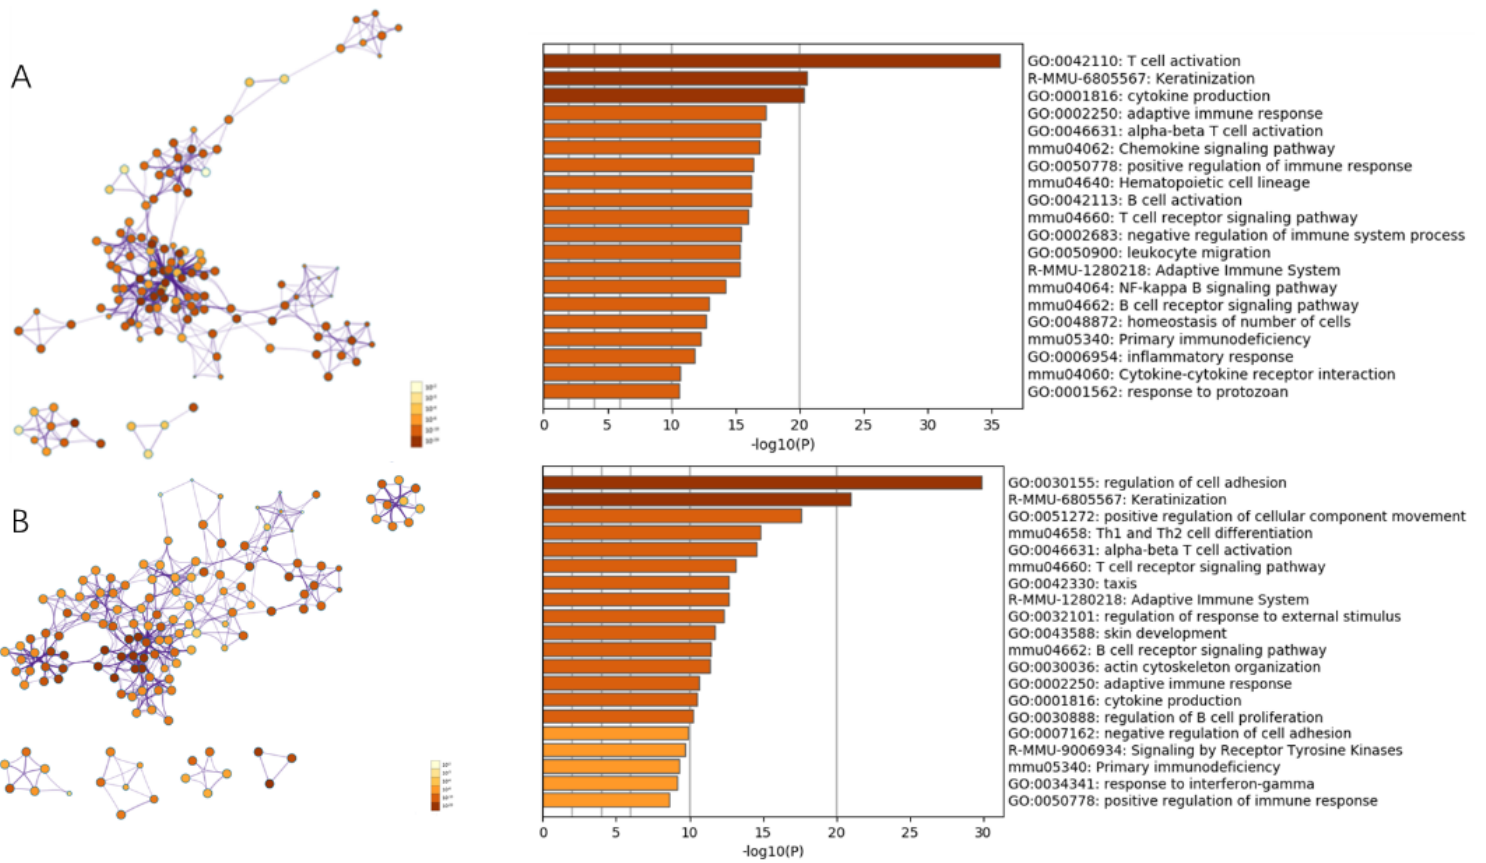 A
GO:0042110: T cell activation
R-MMU-6805567: Keratinization
GO:0001816: cytokine production
GO:0002250: adaptive immune response
GO:0046631: alpha-beta T cell activation
mmu04062: Chemokine signaling pathway
GO:0050778: positive regulation of immune response
mmu04640: Hematopoietic cell lineage
GO:0042113: B cell activation
mmu04660: T cell receptor signaling pathway
GO:0002683: negative regulation of immune system process
GO:0050900: leukocyte migration
R-MMU-1280218: Adaptive Immune System
mmu04064: NF-kappa B signaling pathway
mmu04662: B cell receptor signaling pathway
GO:0048872: homeostasis of number of cells
mmu05340: Primary immunodeficiency
GO:0006954: inflammatory response
mmu04060: Cytokine-cytokine receptor interaction
GO:0001562: response to protozoan
0 5 10 15 20 25 30 35
-log10(P)
B
GO:0030155: regulation of cell adhesion
R-MMU-6805567: Keratinization
GO:0051272: positive regulation of cellular component movement
mmu04658: Th1 and Th2 cell differentiation
GO:0046631: alpha-beta T cell activation
mmu04660: T cell receptor signaling pathway
GO:0042330: taxis
R-MMU-1280218: Adaptive Immune System
GO:0032101: regulation of response to external stimulus
GO:0043588: skin development
mmu04662: B cell receptor signaling pathway
GO:0030036: actin cytoskeleton organization
GO:0002250: adaptive immune response
GO:0001816: cytokine production
GO:0030888: regulation of B cell proliferation
GO:0007162: negative regulation of cell adhesion
R-MMU-9006934: Signaling by Receptor Tyrosine Kinases
mmu05340: Primary immunodeficiency
GO:0034341: response to interferon-gamma
GO:0050778: positive regulation of immune response
0 5 10 15 20 25 30
-log10(P)